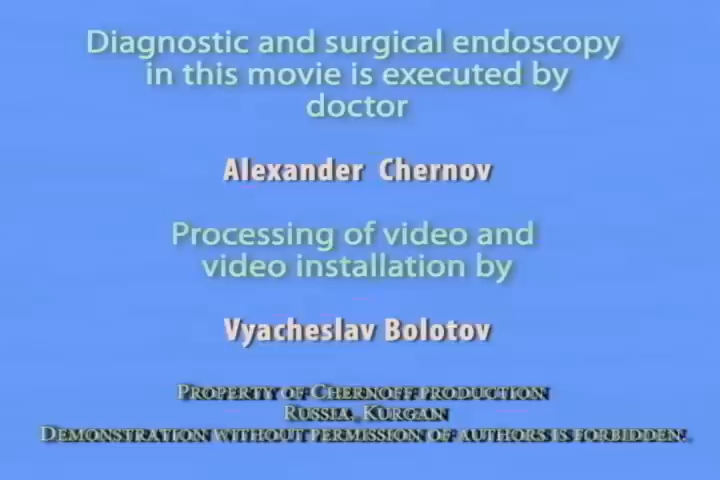 Diagnostic and surgical endoscopy
in this movie is executed by
doctor
Alexander Chernov
Processing of video and
video installation by
Vyacheslav Bolotov
PROPERTY OF CHERNOFF PRODUCTION
RUSSIA, KURGAN
DEMONSTRATION WITHOUT PERMISSION OF AUTHORS IS FORBIDDEN.